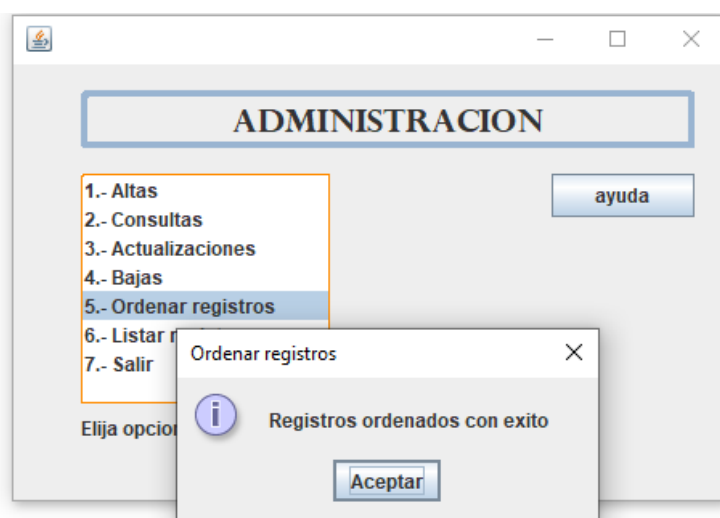 ADMINISTRACION
1.- Altas
2.- Consultas
3.- Actualizaciones
4.- Bajas
5.- Ordenar registros
6.- Listar
7.- Salir
ayuda
Elija
Ordenar registros
Registros ordenados con exito
Aceptar